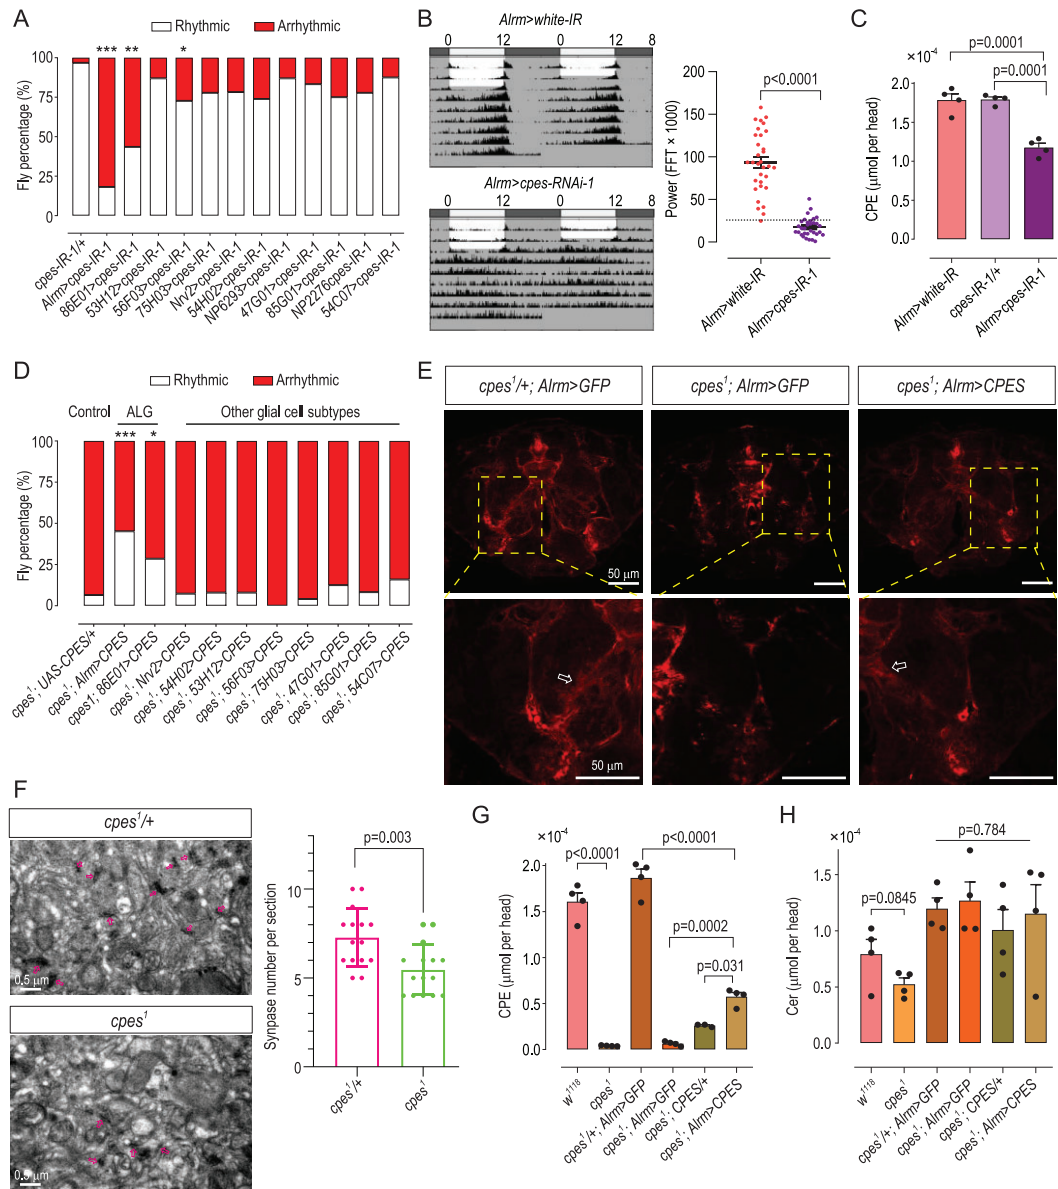 A
Rhythmic Arrhythmic
*** ** *
Fly percentage (%)
100
75
50
25
0
cpes-IR-1/+
Alrm>cpes-IR-1
86E01>cpes-IR-1
53H12>cpes-IR-1
56F03>cpes-IR-1
75H03>cpes-IR-1
Nrv2>cpes-IR-1
54H02>cpes-IR-1
NP6293>cpes-IR-1
47G01>cpes-IR-1
85G01>cpes-IR-1
NP2276cpes-IR-1
54C07>cpes-IR-1
B
Alrm>white-IR
0 12 0 12 8
Alrm>cpes-RNAi-1
0 12 0 12 8
p<0.0001
Power (FFT × 1000)
200
150
100
50
0
Alrm>white-IR
Alrm>cpes-IR-1
C
×10-4
p=0.0001
p=0.0001
CPE (μmol per head)
2.0
1.5
1.0
0.0
Alrm>white-IR
cpes-IR-1/+
Alrm>cpes-IR-1
D
Rhythmic Arrhythmic
Control ALG Other glial cell subtypes
*** *
Fly percentage (%)
100
50
0
cpes1; UAS-CPES/+
cpes1; Alrm>CPES
cpes1; 86E01>CPES
cpes1; Nrv2>CPES
cpes1; 54H02>CPES
cpes1; 53H12>CPES
cpes1; 56F03>CPES
cpes1; 75H03>CPES
cpes1; 47G01>CPES
cpes1; 85G01>CPES
cpes1; 54C07>CPES
E
cpes1/+; Alrm>GFP cpes1; Alrm>GFP cpes1; Alrm>CPES
50 μm
50 μm
F
cpes1/+
0.5 μm
cpes1
0.5 μm
p=0.003
Synpase number per section
10
5
0
cpes1/+
cpes1
G
×10-4
p<0.0001
p<0.0001
p=0.0002
p=0.031
CPE (μmol per head)
2.0
1.5
1.0
0.5
0.0
w1118
cpes1
cpes1/+; Alrm>GFP
cpes1; Alrm>GFP
cpes1; CPES/+
cpes1; Alrm>CPES
H
×10-4
p=0.784
p=0.0845
Cer (μmol per head)
1.5
1.0
0.5
0.0
w1118
cpes1
cpes1/+; Alrm>GFP
cpes1; Alrm>GFP
cpes1; CPES/+
cpes1; Alrm>CPES